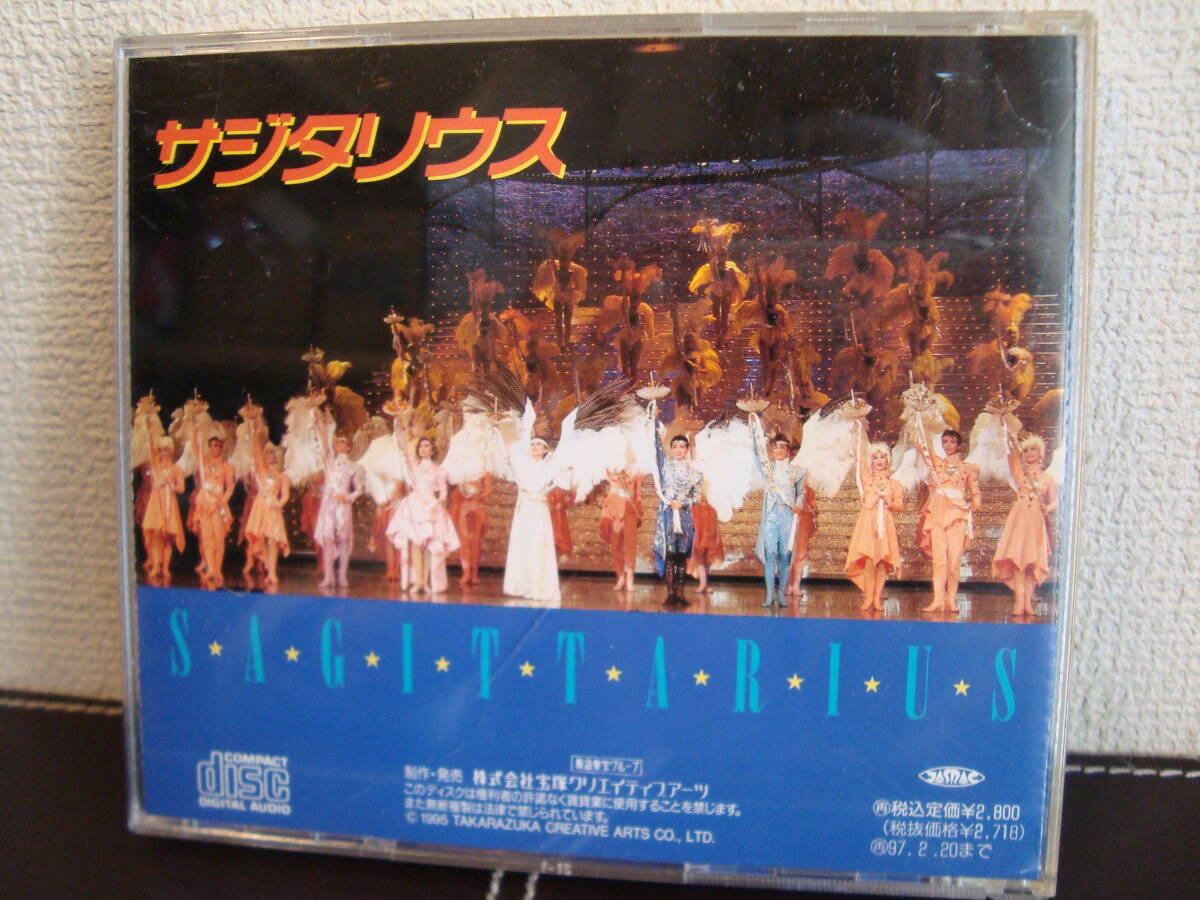 サジタリウス
S★A★G★I★T★T★A★R★I★U★S
COMPACT
disc
DIGITAL AUDIO
阪急東宝グループ
制作・発売 株式会社宝塚クリエイティブアーツ
このディスクは権利者の許諾なく賃貸業に使用することを禁じます。
また無断複製は法律で禁じられています。
© 1995 TAKARAZUKA CREATIVE ARTS CO., LTD.
JASRAC
㊢税込定価¥2,800
(税抜価格¥2,718)
㊢97.2.20まで